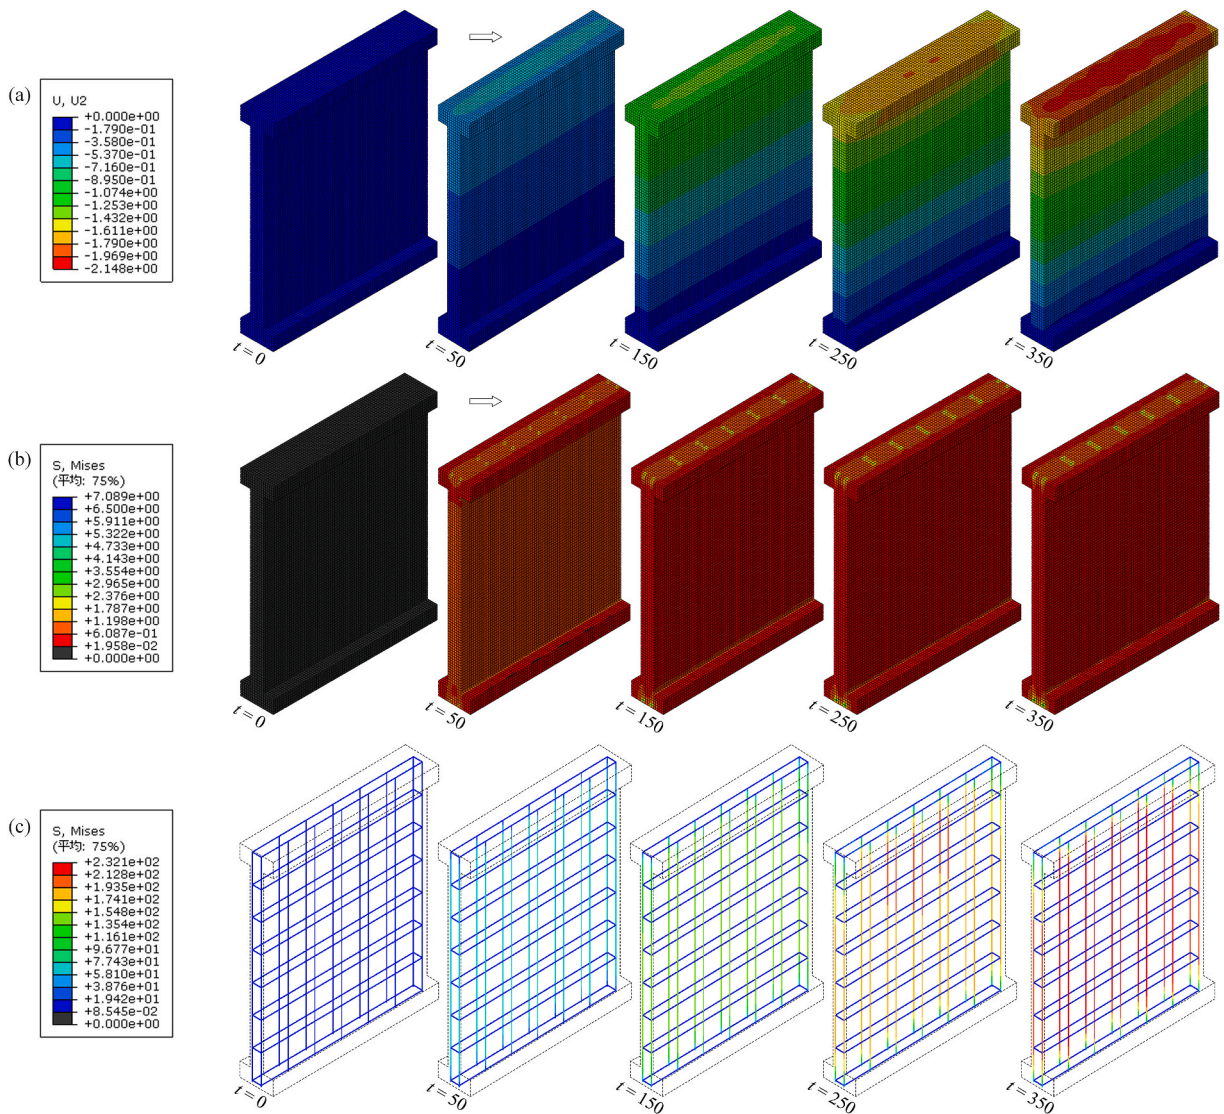 (a)
U, U2
+0.000e+00
-1.790e-01
-3.580e-01
-5.370e-01
-7.160e-01
-8.950e-01
-1.074e+00
-1.253e+00
-1.432e+00
-1.611e+00
-1.790e+00
-1.969e+00
-2.148e+00
t = 0
t = 50
t = 150
t = 250
t = 350
(b)
S, Mises
(平均: 75%)
+7.089e+00
+6.500e+00
+5.911e+00
+5.322e+00
+4.733e+00
+4.143e+00
+3.554e+00
+2.965e+00
+2.376e+00
+1.787e+00
+1.198e+00
+6.087e-01
+1.958e-02
+0.000e+00
t = 0
t = 50
t = 150
t = 250
t = 350
(c)
S, Mises
(平均: 75%)
+2.321e+02
+2.128e+02
+1.935e+02
+1.741e+02
+1.548e+02
+1.354e+02
+1.161e+02
+9.677e+01
+7.743e+01
+5.810e+01
+3.876e+01
+1.942e+01
+8.545e-02
+0.000e+00
t = 0
t = 50
t = 150
t = 250
t = 350